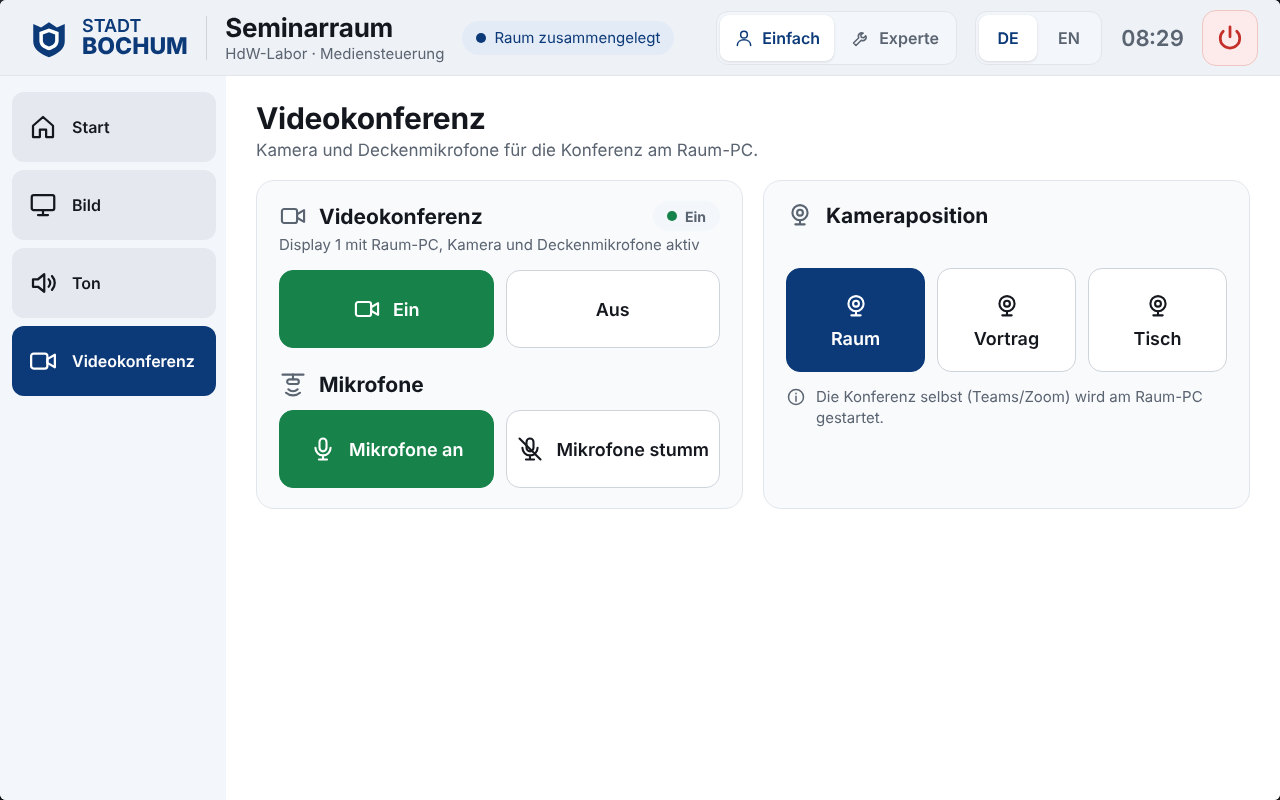 STADT
BOCHUM
Seminarraum
HdW-Labor · Mediensteuerung
Raum zusammengelegt
Einfach
Experte
DE
EN
08:29
Start
Bild
Ton
Videokonferenz
Videokonferenz
Kamera und Deckenmikrofone für die Konferenz am Raum-PC.
Videokonferenz
Ein
Display 1 mit Raum-PC, Kamera und Deckenmikrofone aktiv
Ein
Aus
Mikrofone
Mikrofone an
Mikrofone stumm
Kameraposition
Raum
Vortrag
Tisch
Die Konferenz selbst (Teams/Zoom) wird am Raum-PC
gestartet.